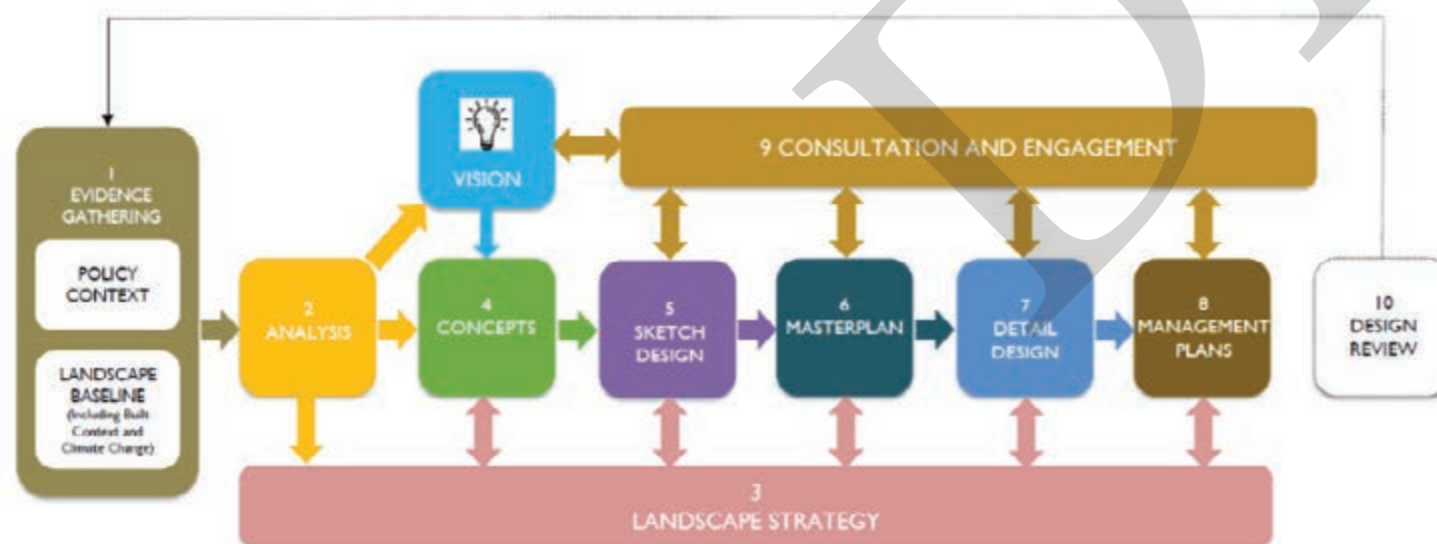 1
EVIDENCE
GATHERING
POLICY
CONTEXT
LANDSCAPE
BASELINE
(Including Built
Context and
Climate Change)
2
ANALYSIS
VISION
4
CONCEPTS
5
SKETCH
DESIGN
6
MASTERPLAN
7
DETAIL
DESIGN
8
MANAGEMENT
PLANS
9 CONSULTATION AND ENGAGEMENT
10
DESIGN
REVIEW
3
LANDSCAPE STRATEGY